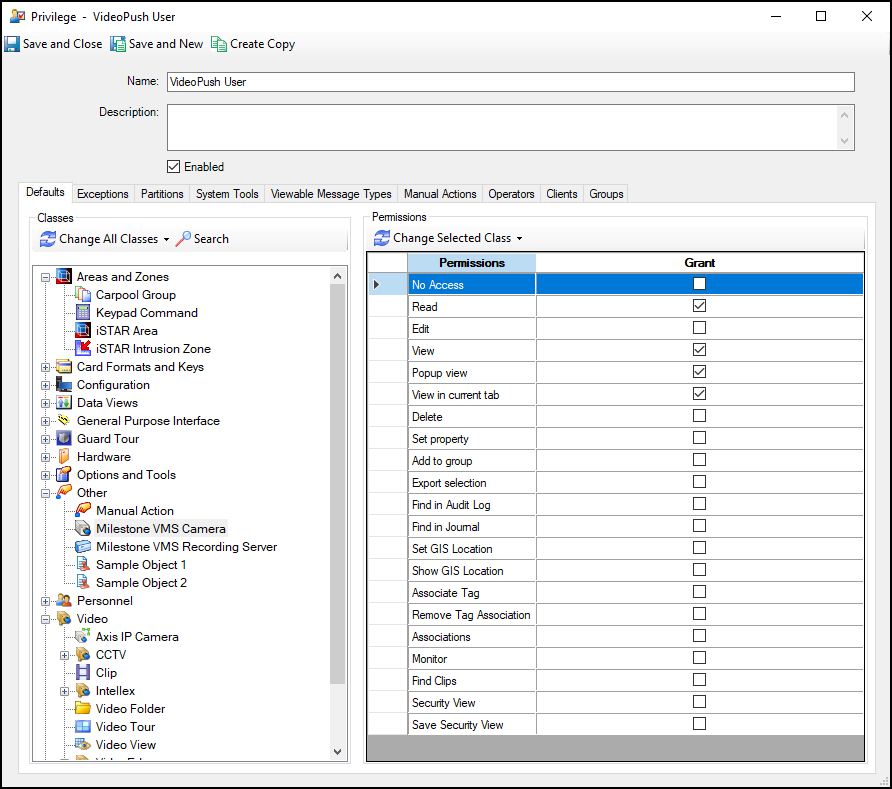 Privilege - VideoPush User
Save and Close Save and New Create Copy
Name: VideoPush User
Description:
Enabled
Defaults Exceptions Partitions System Tools Viewable Message Types Manual Actions Operators Clients Groups
Classes
Change All Classes Search
Areas and Zones
Carpool Group
Keypad Command
iSTAR Area
iSTAR Intrusion Zone
Card Formats and Keys
Configuration
Data Views
General Purpose Interface
Guard Tour
Hardware
Options and Tools
Other
Manual Action
Milestone VMS Camera
Milestone VMS Recording Server
Sample Object 1
Sample Object 2
Personnel
Video
Axis IP Camera
CCTV
Clip
Intellex
Video Folder
Video Tour
Video View
Permissions
Change Selected Class
Permissions Grant
No Access
Read
Edit
View
Popup view
View in current tab
Delete
Set property
Add to group
Export selection
Find in Audit Log
Find in Journal
Set GIS Location
Show GIS Location
Associate Tag
Remove Tag Association
Associations
Monitor
Find Clips
Security View
Save Security View